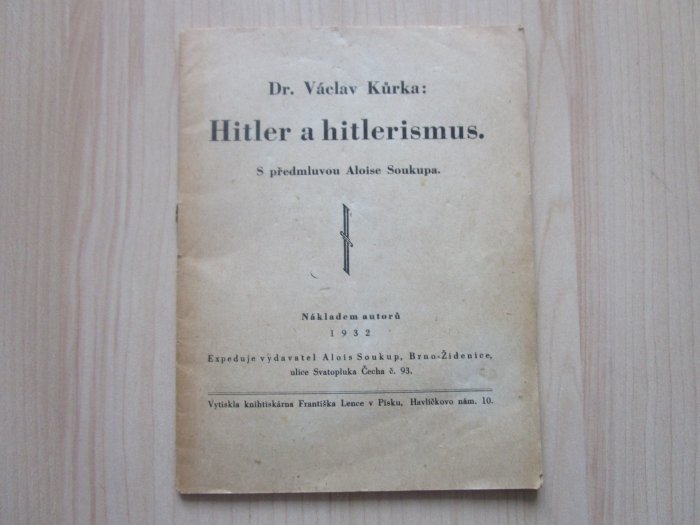 Dr. Václav Kůrka:
Hitler a hitlerismus.
S předmluvou Aloise Soukupa.
Nákladem autorů
1932
Expeduje vydavatel Alois Soukup, Brno-Židenice,
ulice Svatopluka Čecha č. 93.
Vytiskla knihtiskárna Františka Lence v Písku, Havlíčkovo nám. 10.